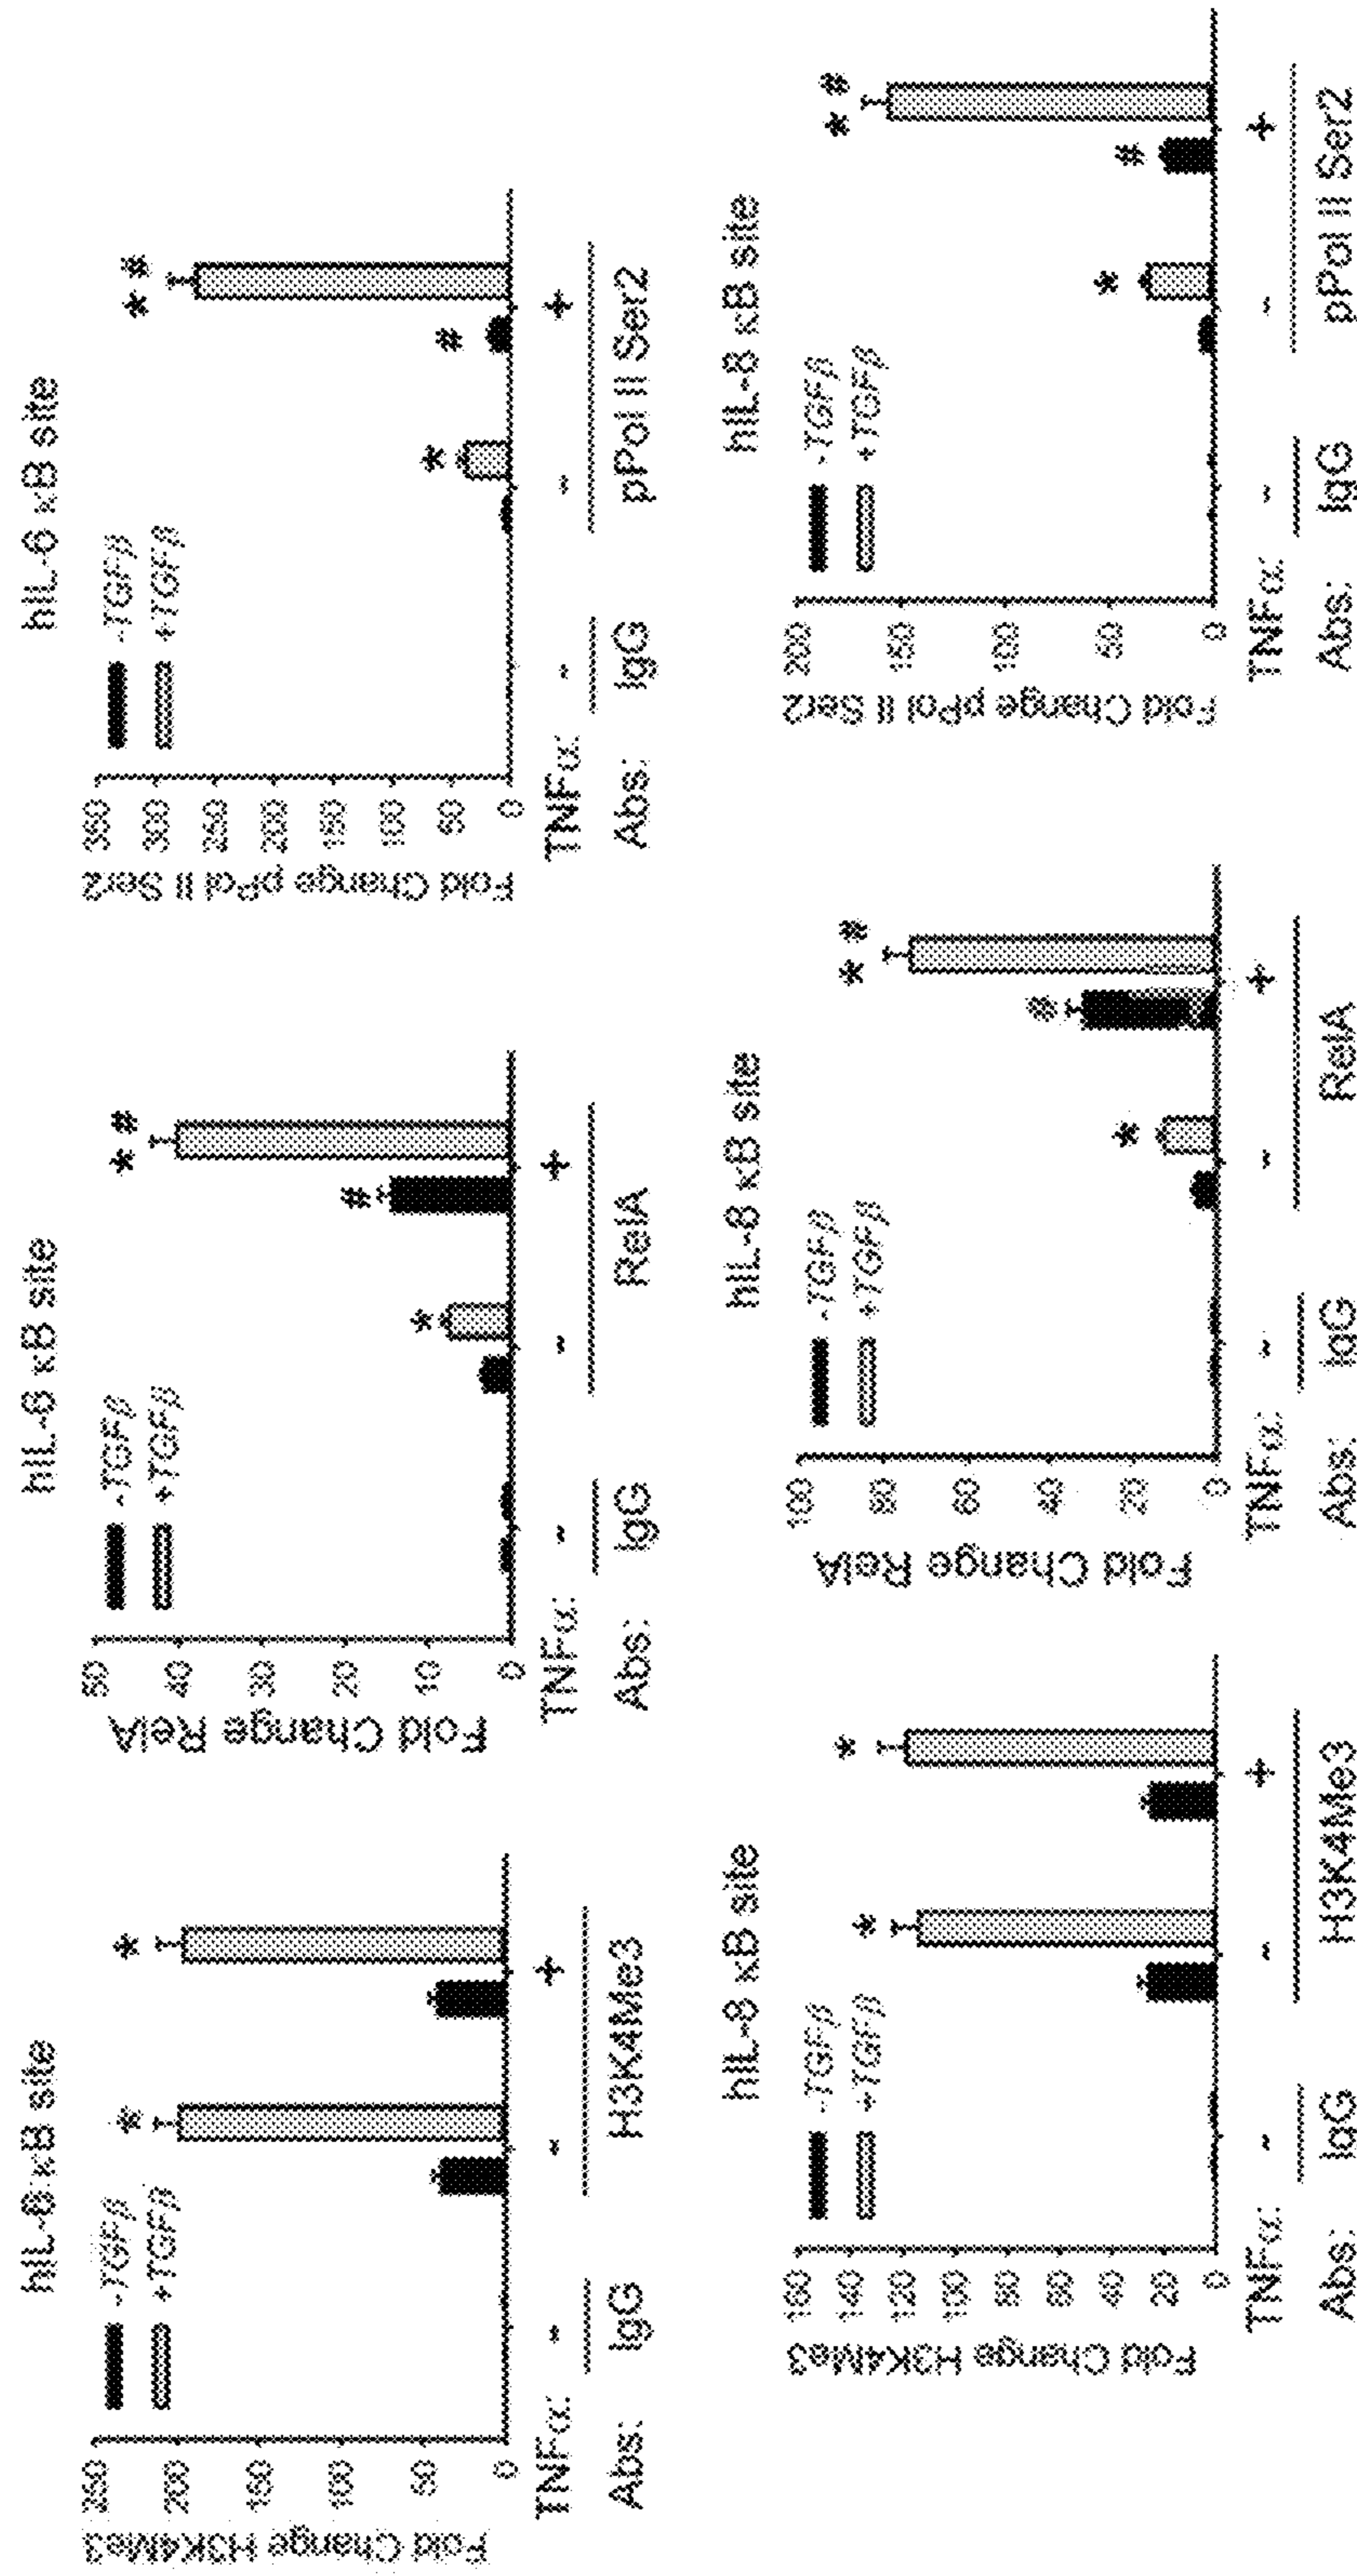 hIL-6 κB site
-TGFβ
+TGFβ
Fold Change H3K4Me3
250
200
150
100
50
0
* *
TNFα: - - +
Abs: IgG H3K4Me3
hIL-6 κB site
-TGFβ
+TGFβ
Fold Change RelA
50
40
30
20
10
0
* # * #
TNFα: - - +
Abs: IgG RelA
hIL-6 κB site
-TGFβ
+TGFβ
Fold Change pPol II Ser2
350
300
250
200
150
100
50
0
* # * #
TNFα: - - +
Abs: IgG pPol II Ser2
hIL-8 κB site
-TGFβ
+TGFβ
Fold Change H3K4Me3
160
140
120
100
80
60
40
20
0
* *
TNFα: - - +
Abs: IgG H3K4Me3
hIL-8 κB site
-TGFβ
+TGFβ
Fold Change RelA
100
80
60
40
20
0
* # * #
TNFα: - - +
Abs: IgG RelA
hIL-8 κB site
-TGFβ
+TGFβ
Fold Change pPol II Ser2
200
150
100
50
0
* # * #
TNFα: - - +
Abs: IgG pPol II Ser2